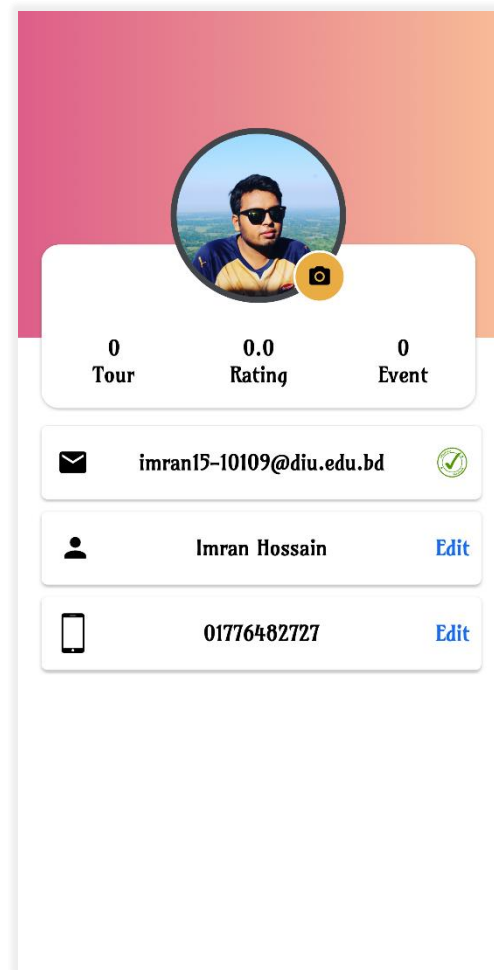 0 0.0 0
Tour Rating Event
imran15-10109@diu.edu.bd
Imran Hossain Edit
01776482727 Edit